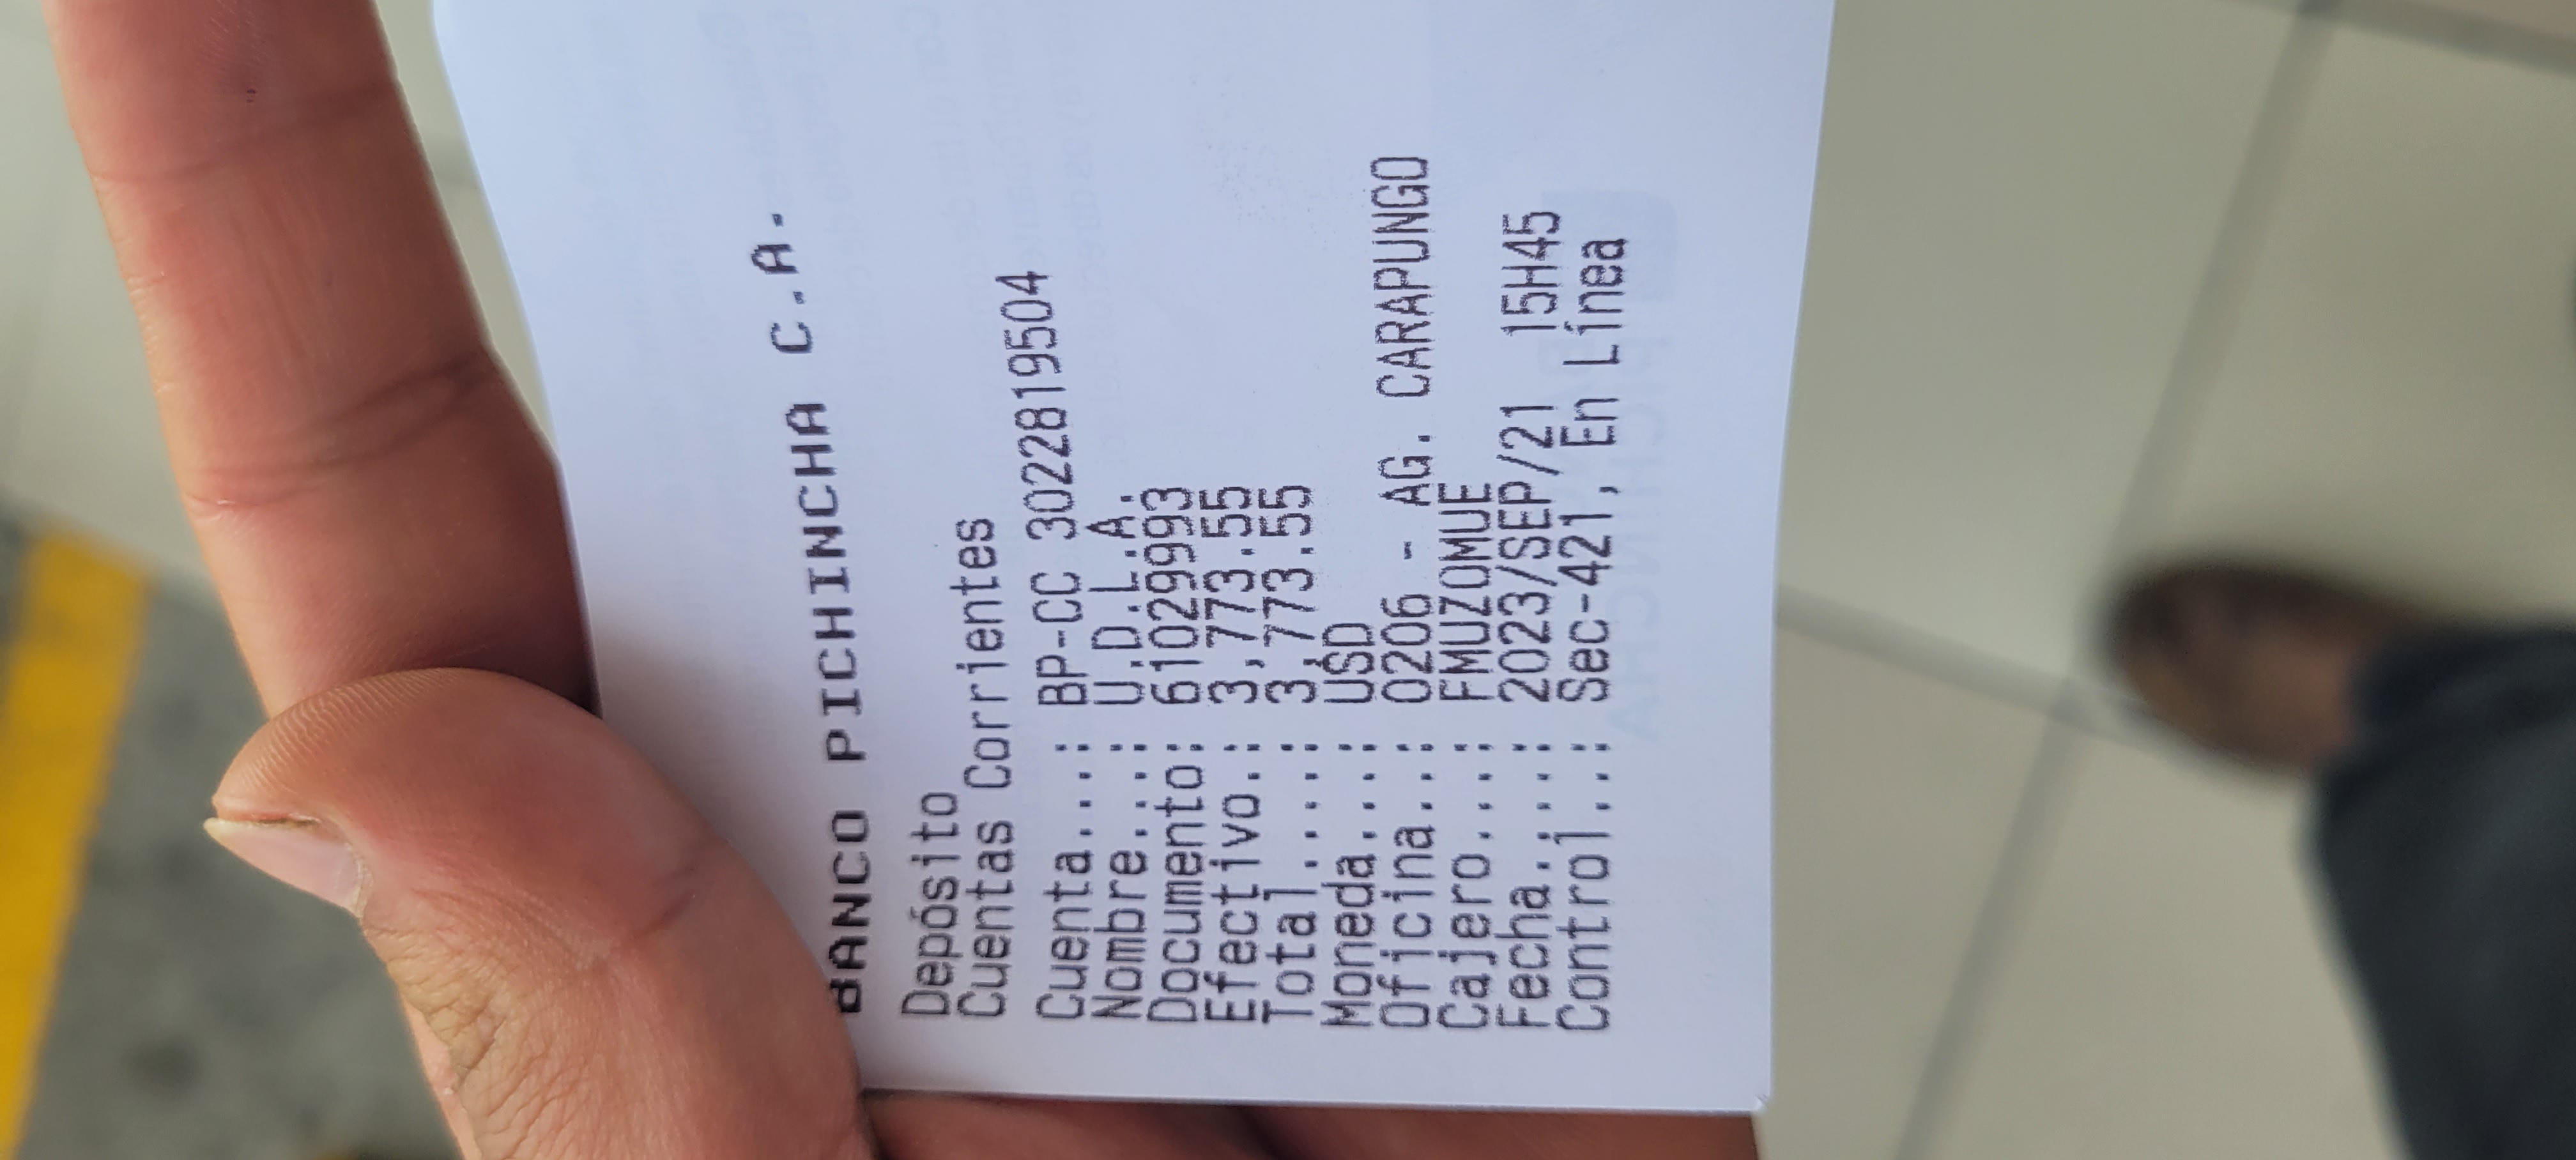 BANCO PICHINCHA C.A.
Depósito
Cuentas Corrientes
Cuenta....: BP-CC 3022819504
Nombre....: U.D.L.A.
Documento: 610299993
Efectivo.: 3,773.55
Total.....: 3,773.55
Moneda....: USD
Oficina..: 0206 - AG. CARAPUNGO
Cajero...: FMUZOMUE
Fecha....: 2023/SEP/21 15H45
Control..: Sec-421, En Línea